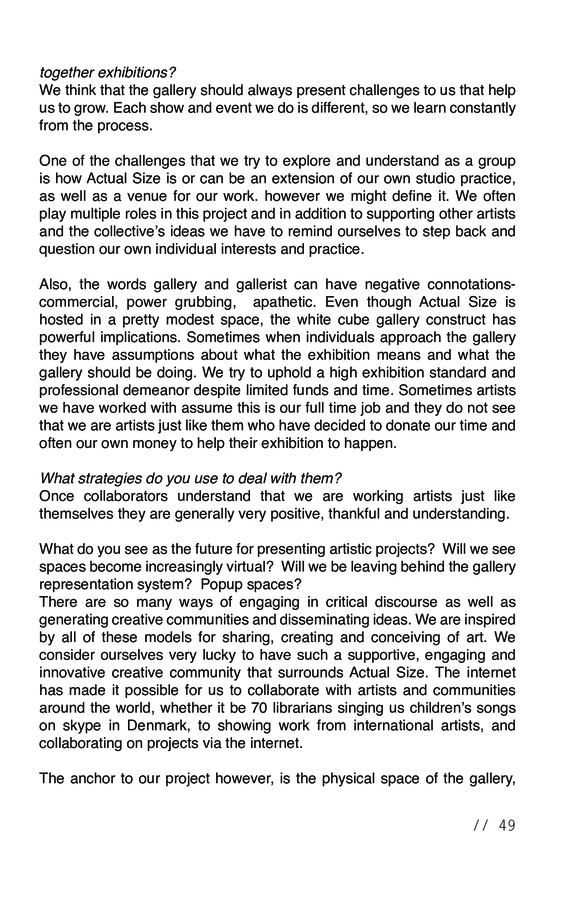 together exhibitions?
We think that the gallery should always present challenges to us that help
us to grow. Each show and event we do is different, so we learn constantly
from the process.
One of the challenges that we try to explore and understand as a group
is how Actual Size is or can be an extension of our own studio practice,
as well as a venue for our work. however we might define it. We often
play multiple roles in this project and in addition to supporting other artists
and the collective's ideas we have to remind ourselves to step back and
question our own individual interests and practice.
Also, the words gallery and gallerist can have negative connotations-
commercial, power grubbing,  apathetic. Even though Actual Size is
hosted in a pretty modest space, the white cube gallery construct has
powerful implications. Sometimes when individuals approach the gallery
they have assumptions about what the exhibition means and what the
gallery should be doing. We try to uphold a high exhibition standard and
professional demeanor despite limited funds and time. Sometimes artists
we have worked with assume this is our full time job and they do not see
that we are artists just like them who have decided to donate our time and
often our own money to help their exhibition to happen.
What strategies do you use to deal with them?
Once collaborators understand that we are working artists just like
themselves they are generally very positive, thankful and understanding.
What do you see as the future for presenting artistic projects?  Will we see
spaces become increasingly virtual?  Will we be leaving behind the gallery
representation system?  Popup spaces?
There are so many ways of engaging in critical discourse as well as
generating creative communities and disseminating ideas. We are inspired
by all of these models for sharing, creating and conceiving of art. We
consider ourselves very lucky to have such a supportive, engaging and
innovative creative community that surrounds Actual Size. The internet
has made it possible for us to collaborate with artists and communities
around the world, whether it be 70 librarians singing us children's songs
on skype in Denmark, to showing work from international artists, and
collaborating on projects via the internet.
The anchor to our project however, is the physical space of the gallery,
// 49